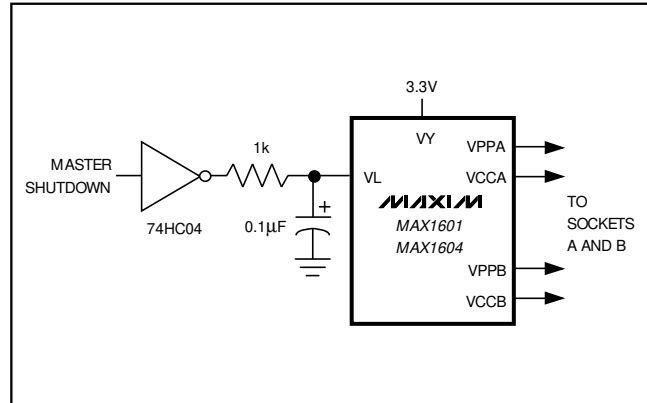 3.3V
VY
1k
MASTER
SHUTDOWN
74HC04
+
0.1μF
VL
MAXIM
MAX1601
MAX1604
VPPA
VCCA
VPPB
VCCB
TO
SOCKETS
A AND B